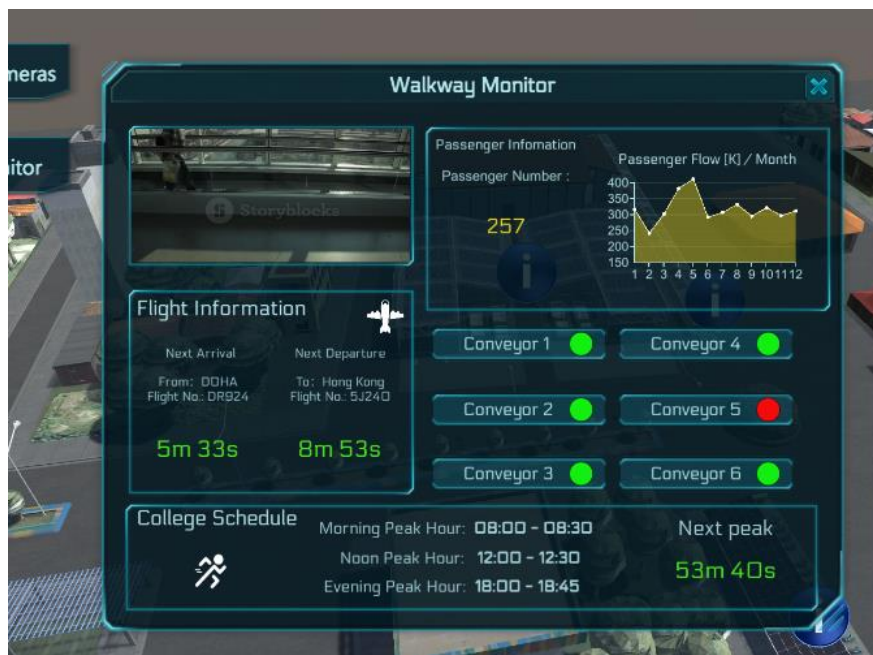 meras
itor
Walkway Monitor
Storyblocks
Passenger Infomation
Passenger Number :
257
Passenger Flow [K] / Month
400
350
300
250
200
150
1 2 3 4 5 6 7 8 9 10 11 12
Flight Information
Next Arrival
From: DOHA
Flight No.: DR924
5m 33s
Next Departure
To: Hong Kong
Flight No.: 5J240
8m 53s
Conveyor 1
Conveyor 4
Conveyor 2
Conveyor 5
Conveyor 3
Conveyor 6
College Schedule
Morning Peak Hour: 08:00 - 08:30
Noon Peak Hour: 12:00 - 12:30
Evening Peak Hour: 18:00 - 18:45
Next peak
53m 40s